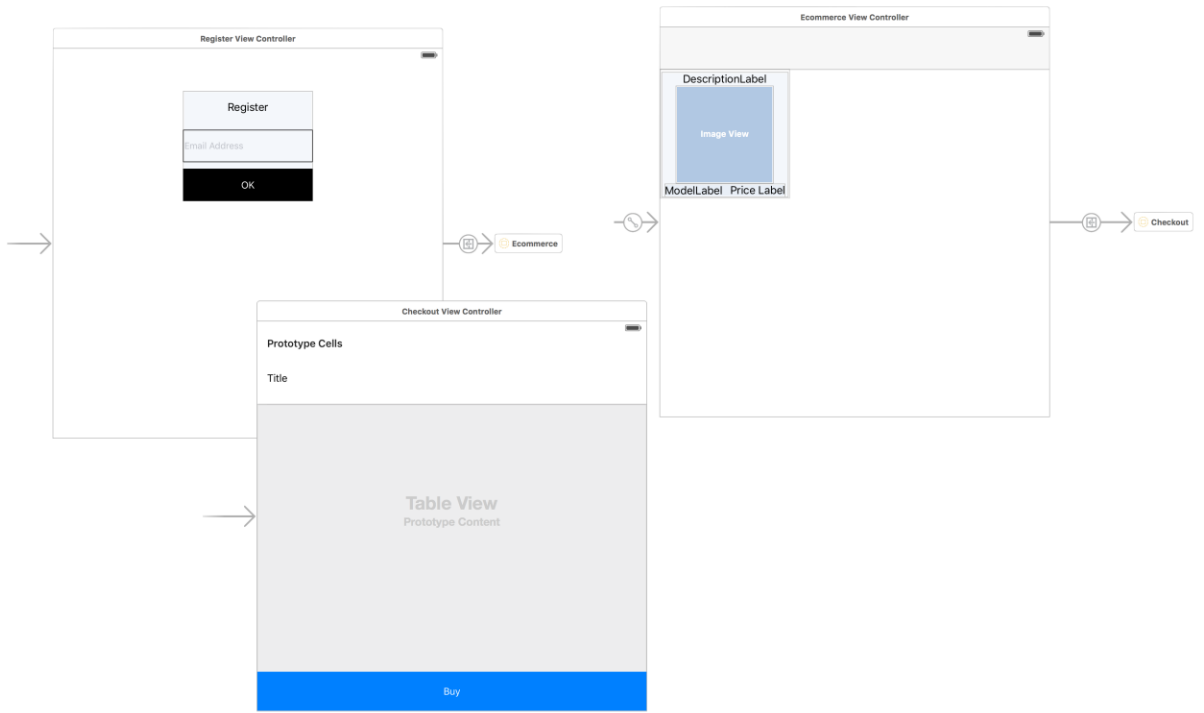 Register View Controller
Register
Email Address
OK
Ecommerce
Ecommerce View Controller
DescriptionLabel
Image View
ModelLabel Price Label
Checkout
Checkout View Controller
Prototype Cells
Title
Table View
Prototype Content
Buy